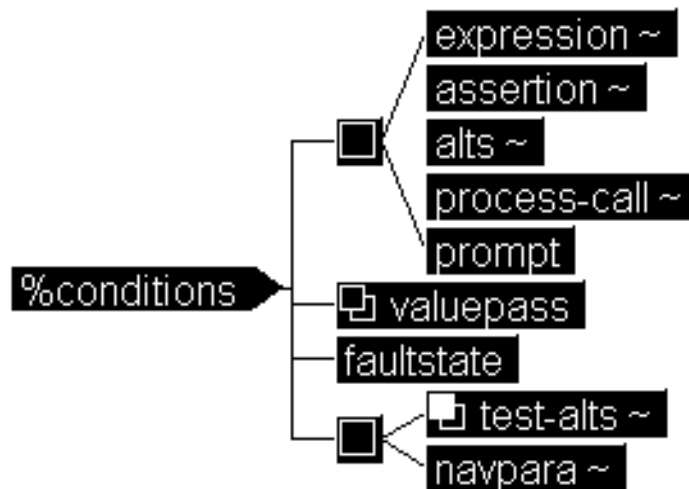 expression ~
assertion ~
alts ~
process-call ~
prompt
%conditions
valuepass
faultstate
test-alts ~
navpara ~